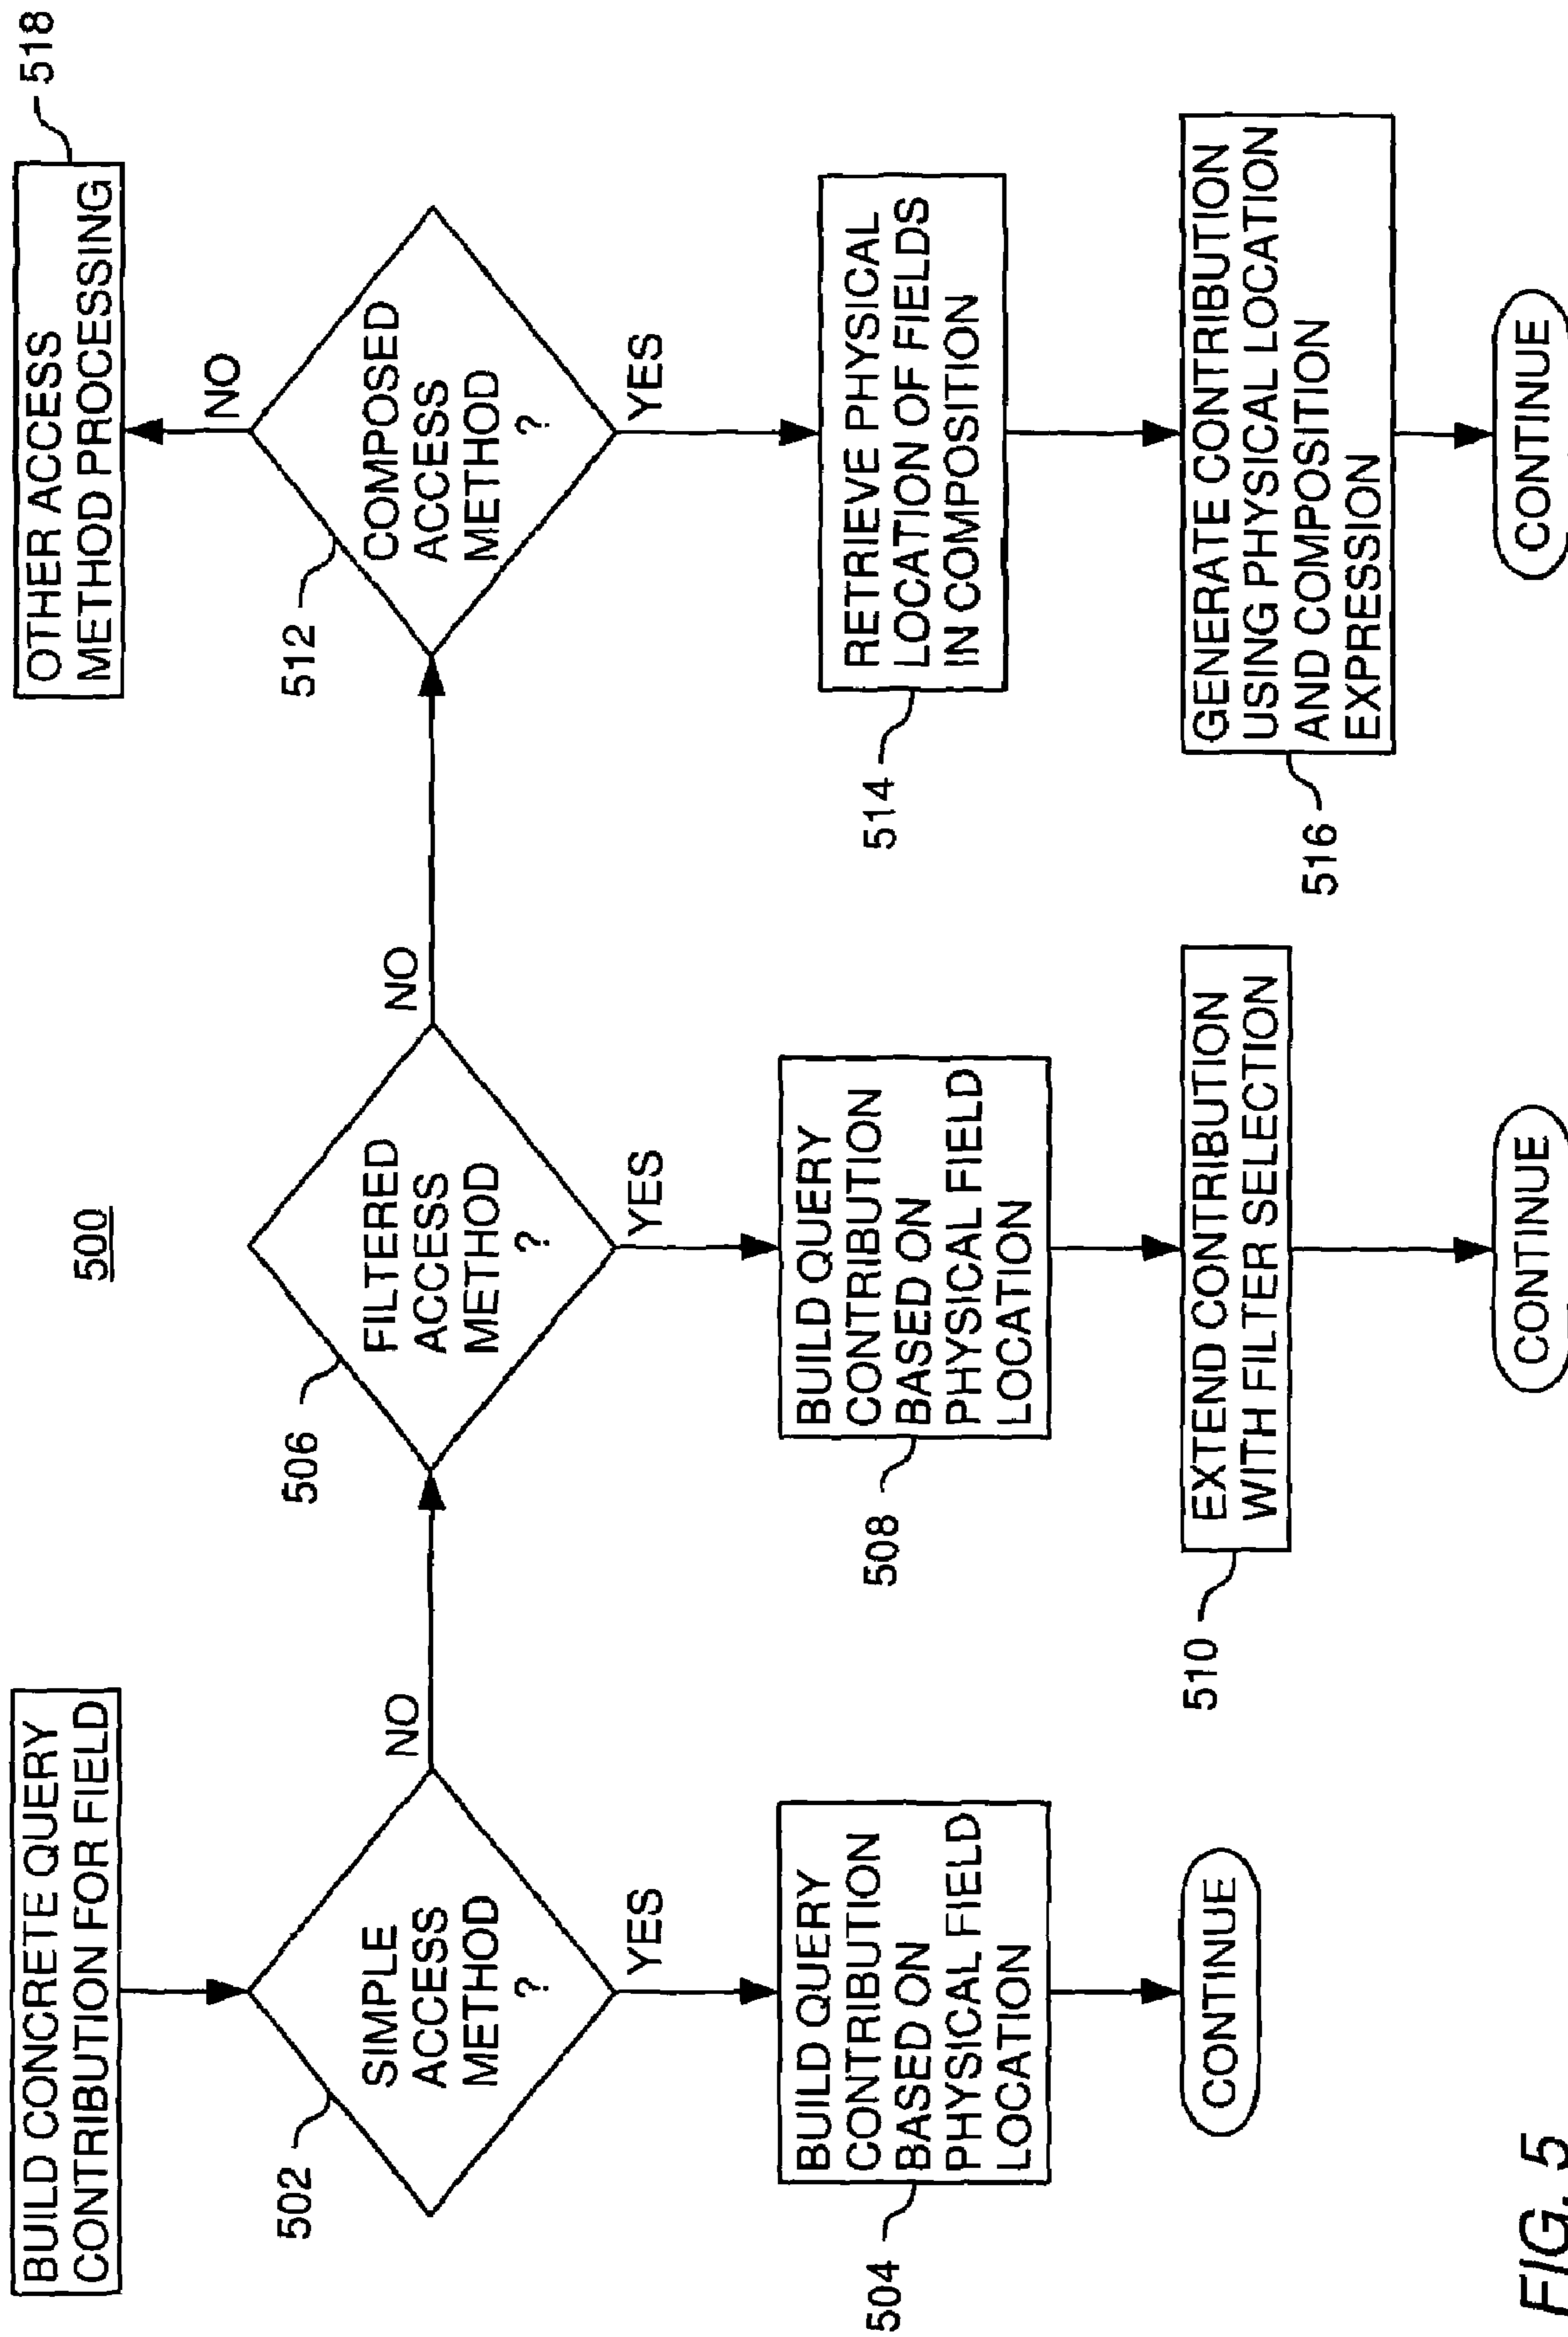 500
BUILD CONCRETE QUERY
CONTRIBUTION FOR FIELD
502
SIMPLE
ACCESS
METHOD
?
NO
YES
504
BUILD QUERY
CONTRIBUTION
BASED ON
PHYSICAL FIELD
LOCATION
CONTINUE
506
FILTERED
ACCESS
METHOD
?
NO
YES
508
BUILD QUERY
CONTRIBUTION
BASED ON
PHYSICAL FIELD
LOCATION
510
EXTEND CONTRIBUTION
WITH FILTER SELECTION
CONTINUE
512
COMPOSED
ACCESS
METHOD
?
NO
518
OTHER ACCESS
METHOD PROCESSING
YES
514
RETRIEVE PHYSICAL
LOCATION OF FIELDS
IN COMPOSITION
516
GENERATE CONTRIBUTION
USING PHYSICAL LOCATION
AND COMPOSITION
EXPRESSION
CONTINUE
FIG. 5